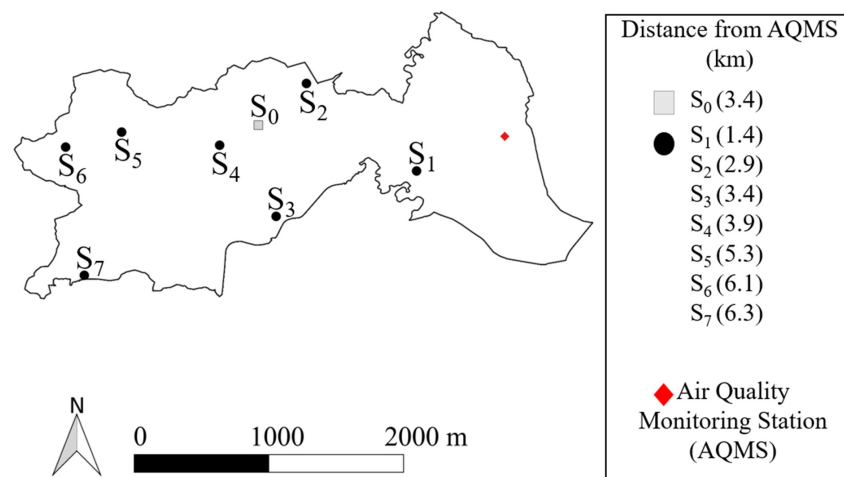 S₀
S₂
S₁
S₃
S₄
S₅
S₆
S₇
N
0 1000 2000 m
Distance from AQMS
(km)
S₀ (3.4)
S₁ (1.4)
S₂ (2.9)
S₃ (3.4)
S₄ (3.9)
S₅ (5.3)
S₆ (6.1)
S₇ (6.3)
Air Quality
Monitoring Station
(AQMS)